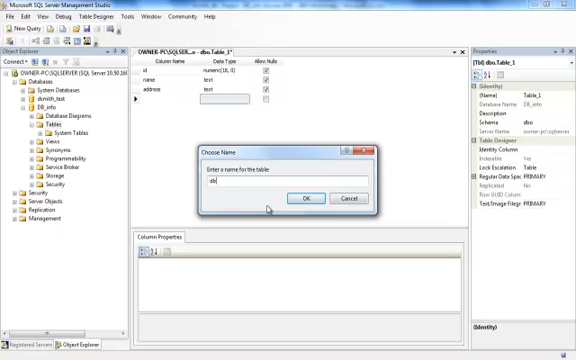 Microsoft SQL Server Management Studio
File Edit View Debug Table Designer Tools Window Community Help
New Query
Object Explorer
Connect
OWNER-PC\SQLSERVER (SQL Server 10.50.16
Databases
System Databases
dsmith_test
DB_info
Database Diagrams
Tables
System Tables
Views
Synonyms
Programmability
Service Broker
Storage
Security
Security
Server Objects
Replication
Management
Registered Servers Object Explorer
OWNER-PC\SQLSER...o - dbo.Table_1*
Column Name Data Type Allow Nulls
id numeric(18, 0)
name text
address text
Choose Name
Enter a name for the table:
db
OK Cancel
Column Properties
Properties
[Tbl] dbo.Table_1
(Identity)
(Name) Table_1
Database Name DB_info
Description
Schema dbo
Server Name owner-pc\sqlserver
Table Designer
Identity Column
Indexable Yes
Lock Escalation Table
Regular Data Spac PRIMARY
Replicated No
Row GUID Column
Text/Image Filegr PRIMARY
(Identity)